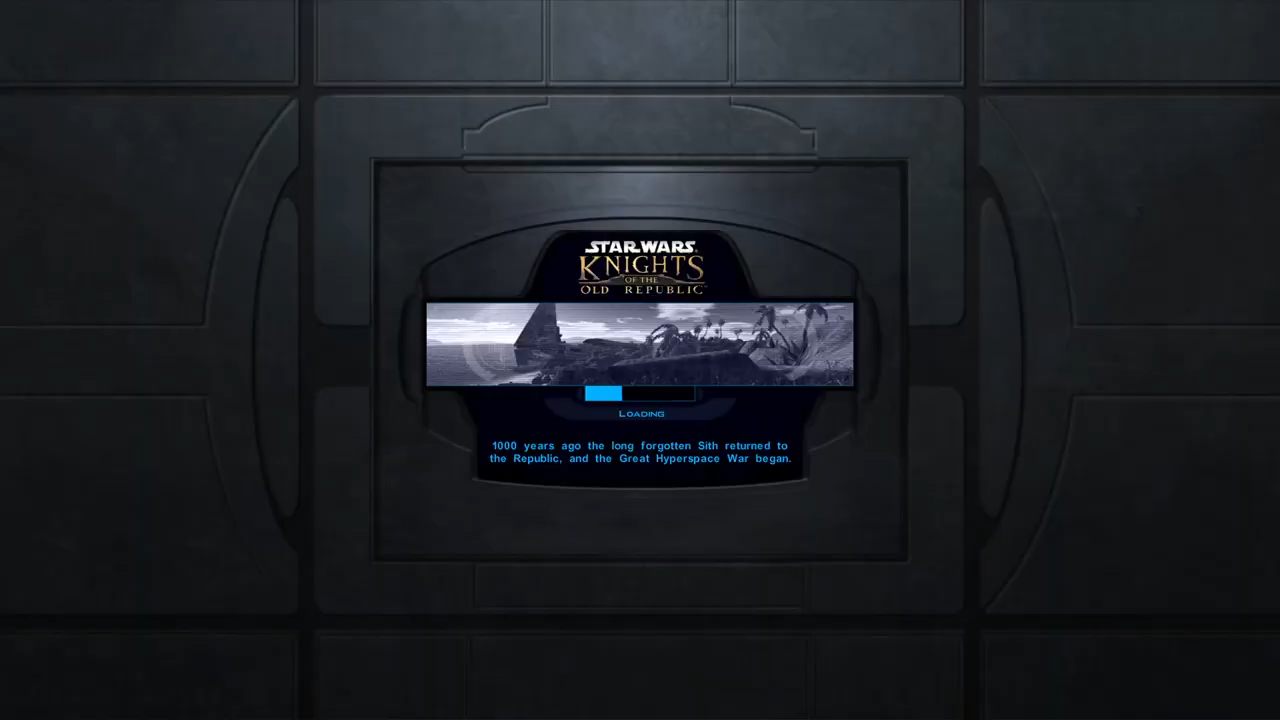 STAR WARS
KNIGHTS
OF THE
OLD REPUBLIC
LOADING
1000 years ago the long forgotten Sith returned to
the Republic, and the Great Hyperspace War began.